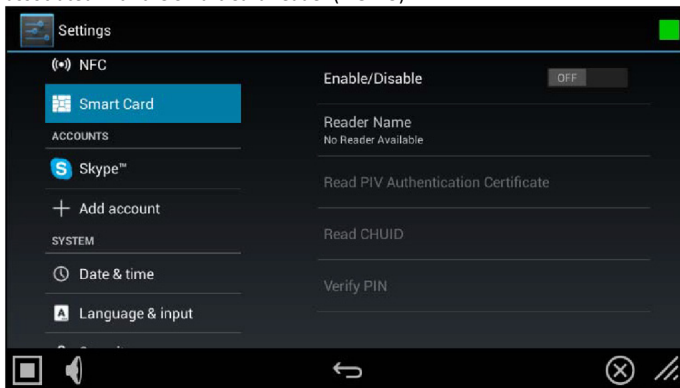 Settings
NFC
Smart Card
ACCOUNTS
Skype™
Add account
SYSTEM
Date & time
Language & input
Enable/Disable
OFF
Reader Name
No Reader Available
Read PIV Authentication Certificate
Read CHUID
Verify PIN